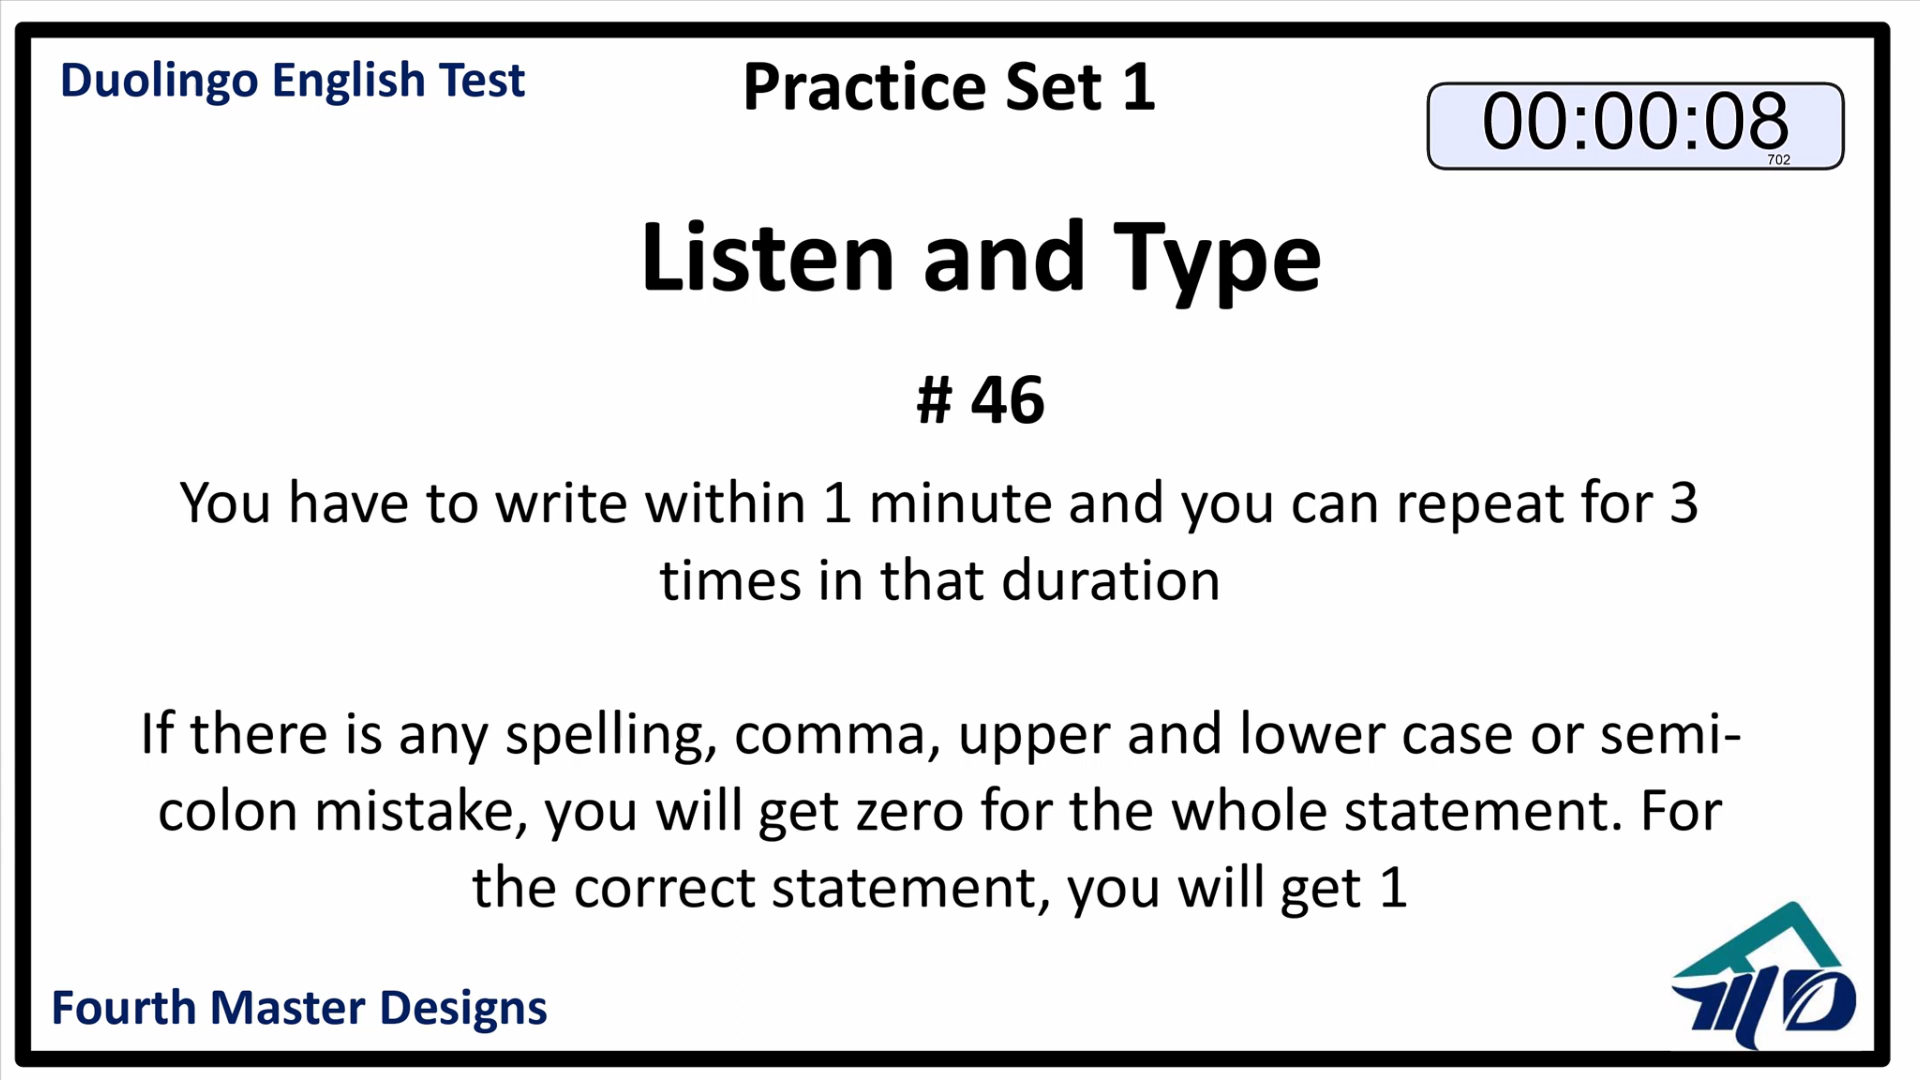 Duolingo English Test
Practice Set 1
00:00:08
702
Listen and Type
# 46
You have to write within 1 minute and you can repeat for 3
times in that duration
If there is any spelling, comma, upper and lower case or semi-
colon mistake, you will get zero for the whole statement. For
the correct statement, you will get 1
Fourth Master Designs